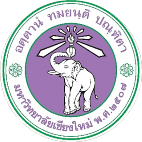 อตฺตานํ ทมยนฺติ ปณฺฑิตา
มหาวิทยาลัยเชียงใหม่ พ.ศ.๒๕๐๗